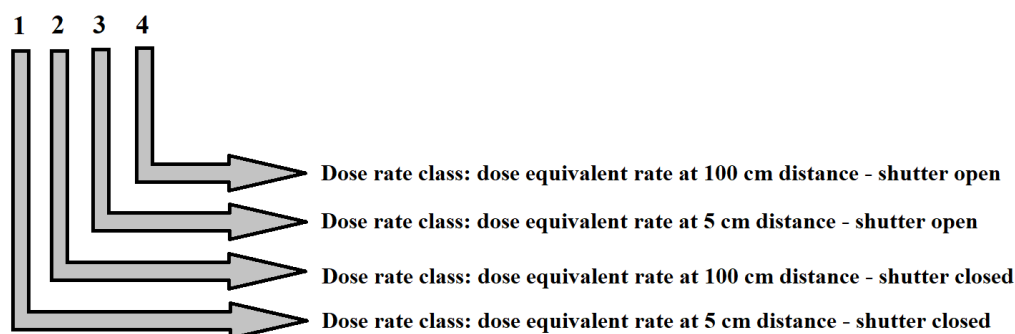 1 2 3 4
Dose rate class: dose equivalent rate at 100 cm distance - shutter open
Dose rate class: dose equivalent rate at 5 cm distance - shutter open
Dose rate class: dose equivalent rate at 100 cm distance - shutter closed
Dose rate class: dose equivalent rate at 5 cm distance - shutter closed